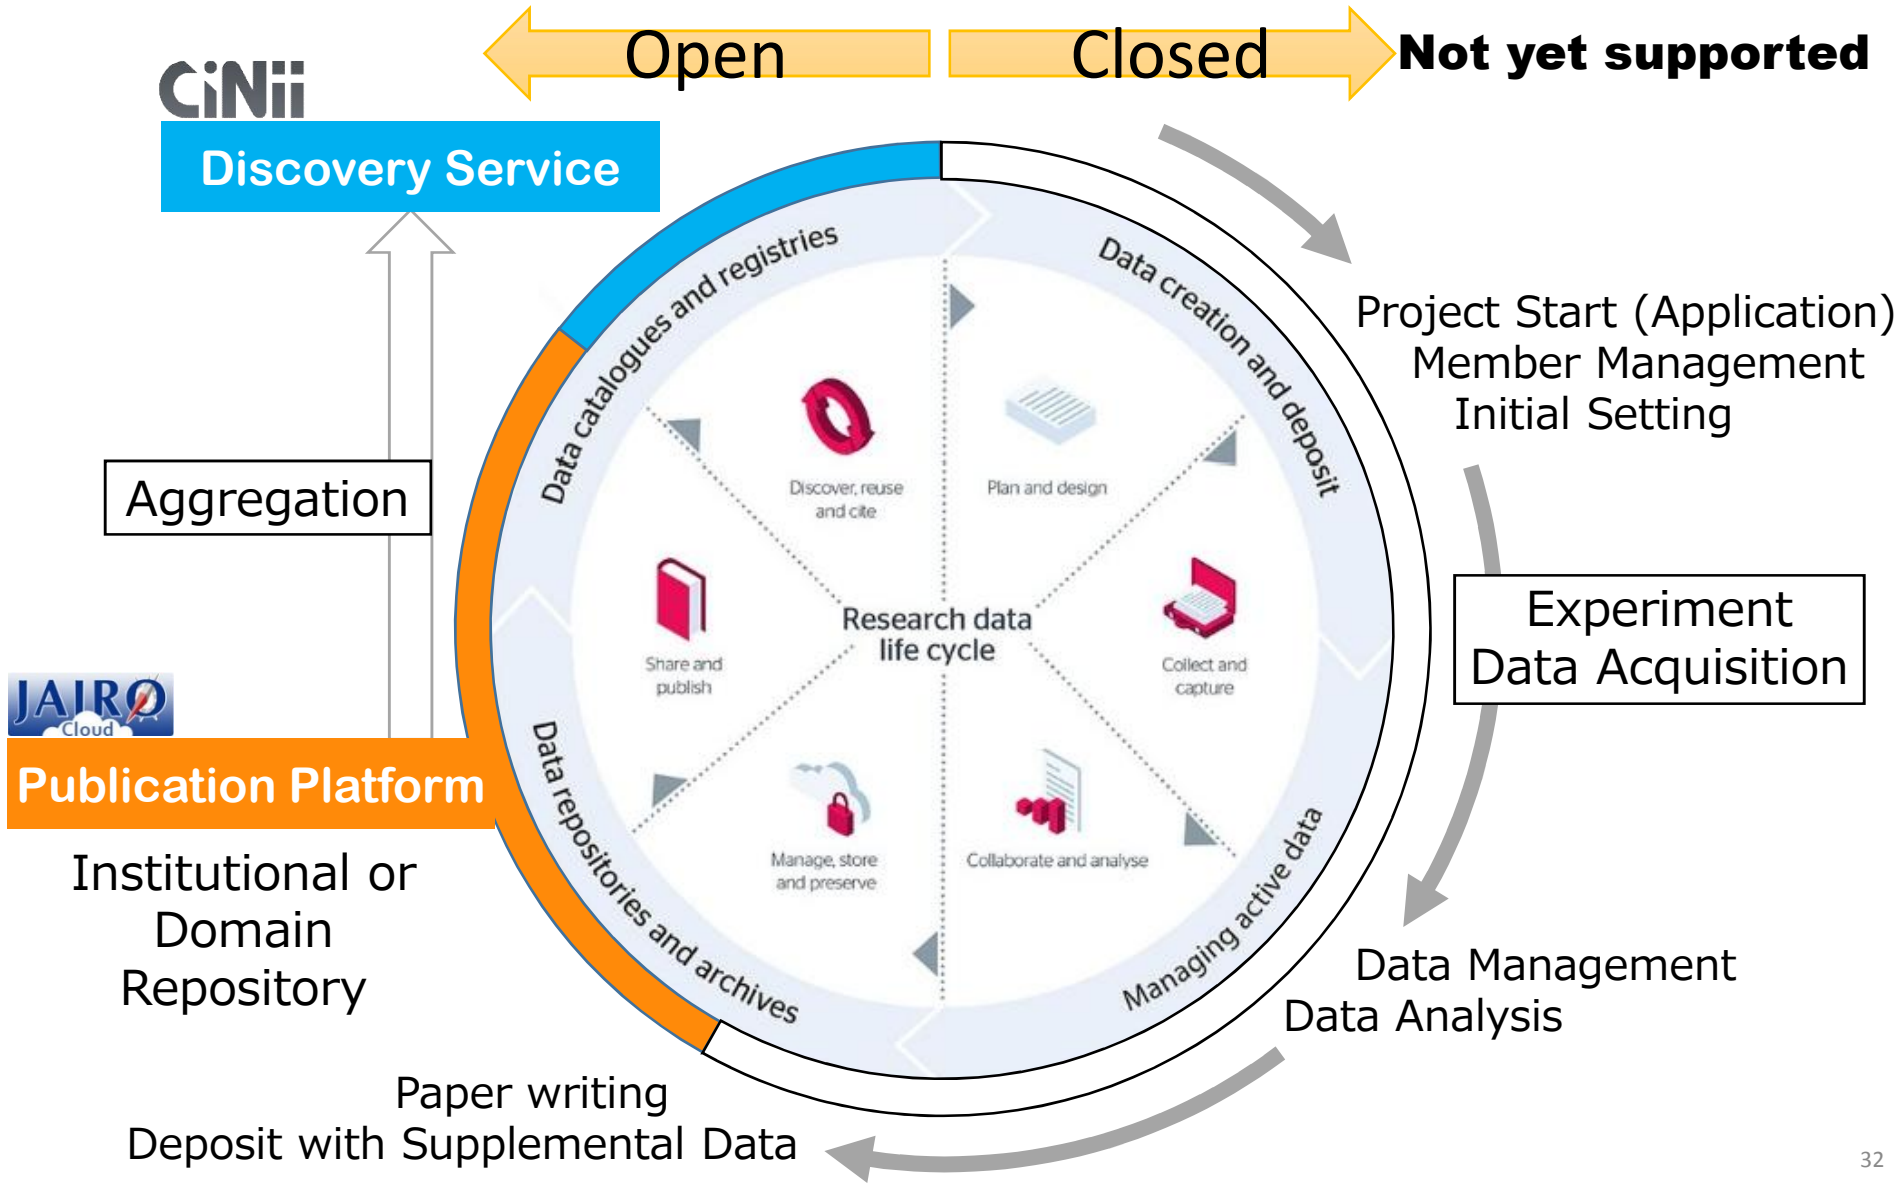 Open
Closed
Not yet supported
CiNii
Discovery Service
Data catalogues and registries
Data creation and deposit
Project Start (Application)
Member Management
Initial Setting
Aggregation
Discover, reuse
and cite
Plan and design
Share and
publish
Research data
life cycle
Collect and
capture
Experiment
Data Acquisition
JAIRO
Cloud
Publication Platform
Institutional or
Domain
Repository
Data repositories and archives
Manage, store
and preserve
Collaborate and analyse
Managing active data
Data Management
Data Analysis
Paper writing
Deposit with Supplemental Data
32